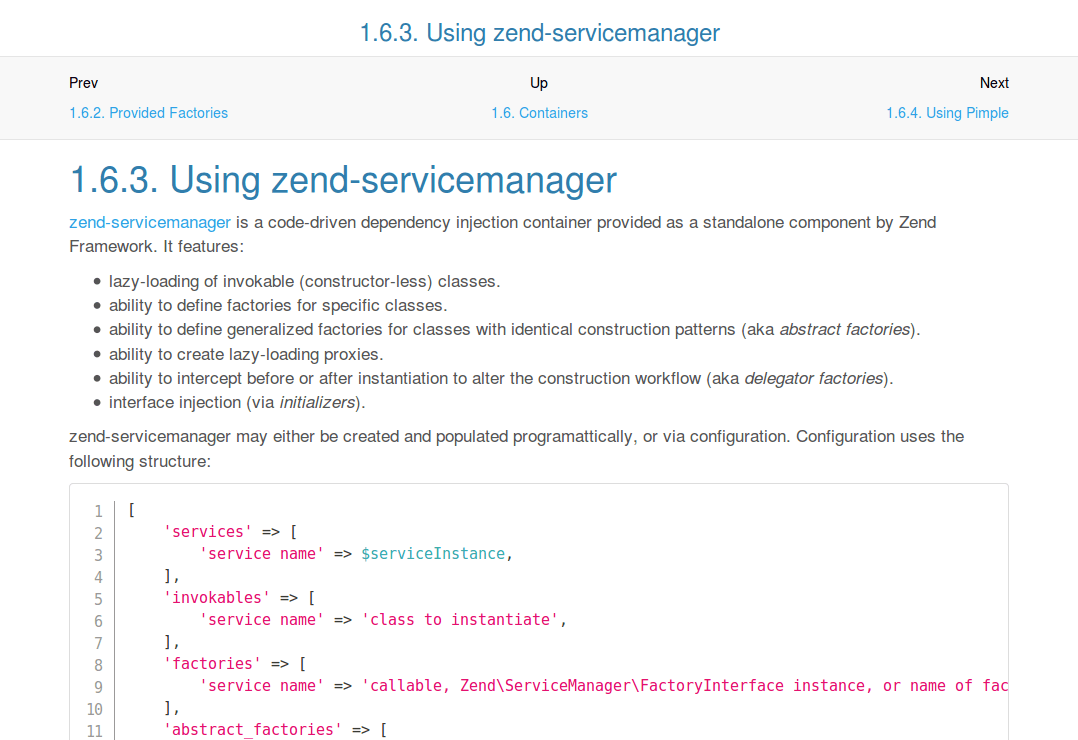 1.6.3. Using zend-servicemanager
Prev Up Next
1.6.2. Provided Factories 1.6. Containers 1.6.4. Using Pimple
1.6.3. Using zend-servicemanager
zend-servicemanager is a code-driven dependency injection container provided as a standalone component by Zend
Framework. It features:
• lazy-loading of invokable (constructor-less) classes.
• ability to define factories for specific classes.
• ability to define generalized factories for classes with identical construction patterns (aka abstract factories).
• ability to create lazy-loading proxies.
• ability to intercept before or after instantiation to alter the construction workflow (aka delegator factories).
• interface injection (via initializers).
zend-servicemanager may either be created and populated programattically, or via configuration. Configuration uses the
following structure:
1 [
2     'services' => [
3         'service name' => $serviceInstance,
4     ],
5     'invokables' => [
6         'service name' => 'class to instantiate',
7     ],
8     'factories' => [
9         'service name' => 'callable, Zend\ServiceManager\FactoryInterface instance, or name of fac
10     ],
11     'abstract_factories' => [